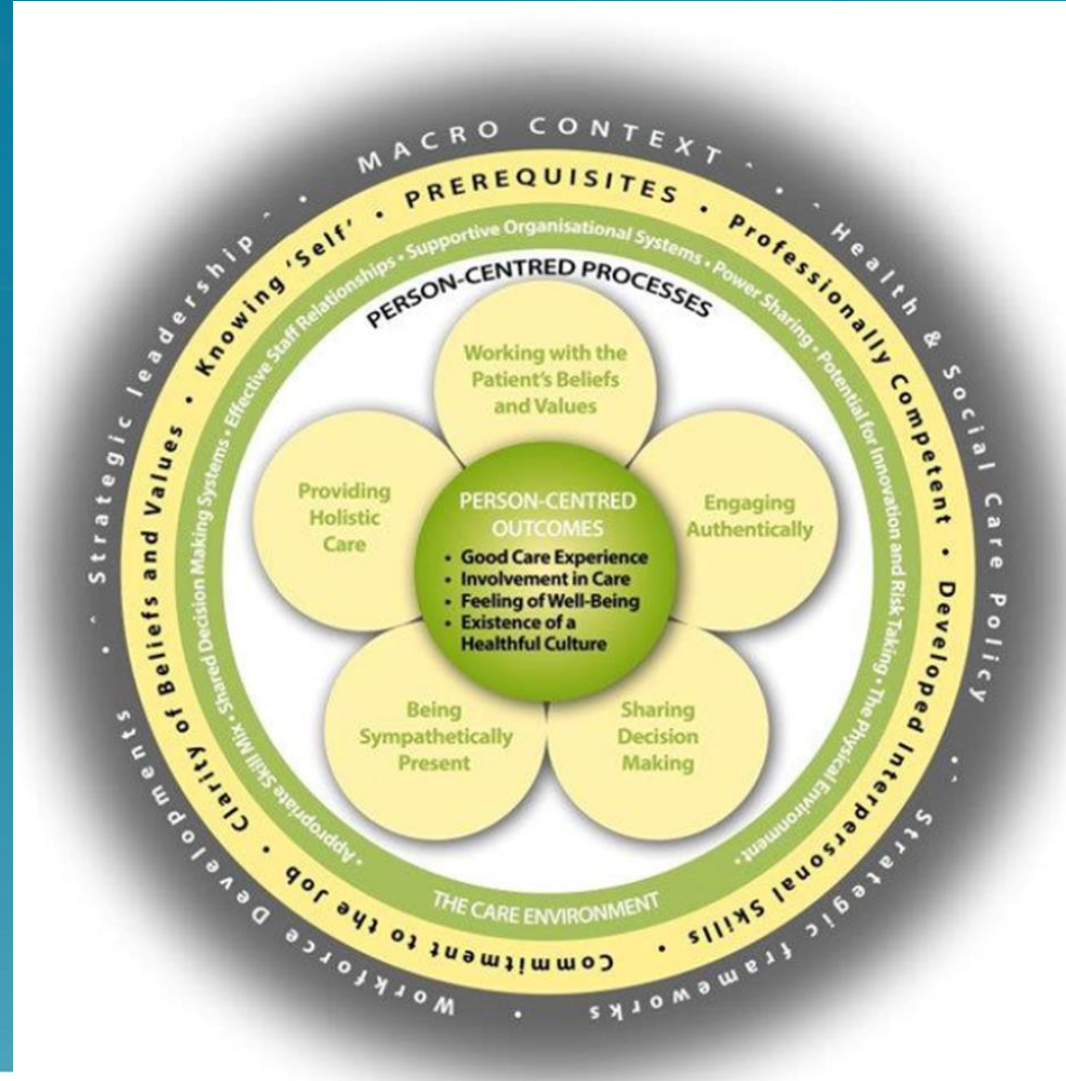 MACRO CONTEXT
Health & Social Care Policy
Strategic frameworks
Workforce Developments
Strategic leadership
PREREQUISITES • Professionally Competent • Developed Interpersonal Skills • Commitment to the Job • Clarity of Beliefs and Values • Knowing 'Self' •
THE CARE ENVIRONMENT
• Appropriate Skill Mix • Shared Decision Making Systems • Effective Staff Relationships • Supportive Organisational Systems • Power Sharing • Potential for Innovation and Risk Taking • The Physical Environment •
PERSON-CENTRED PROCESSES
Working with the
Patient's Beliefs
and Values
Engaging
Authentically
Sharing
Decision
Making
Being
Sympathetically
Present
Providing
Holistic
Care
PERSON-CENTRED
OUTCOMES
• Good Care Experience
• Involvement in Care
• Feeling of Well-Being
• Existence of a
Healthful Culture